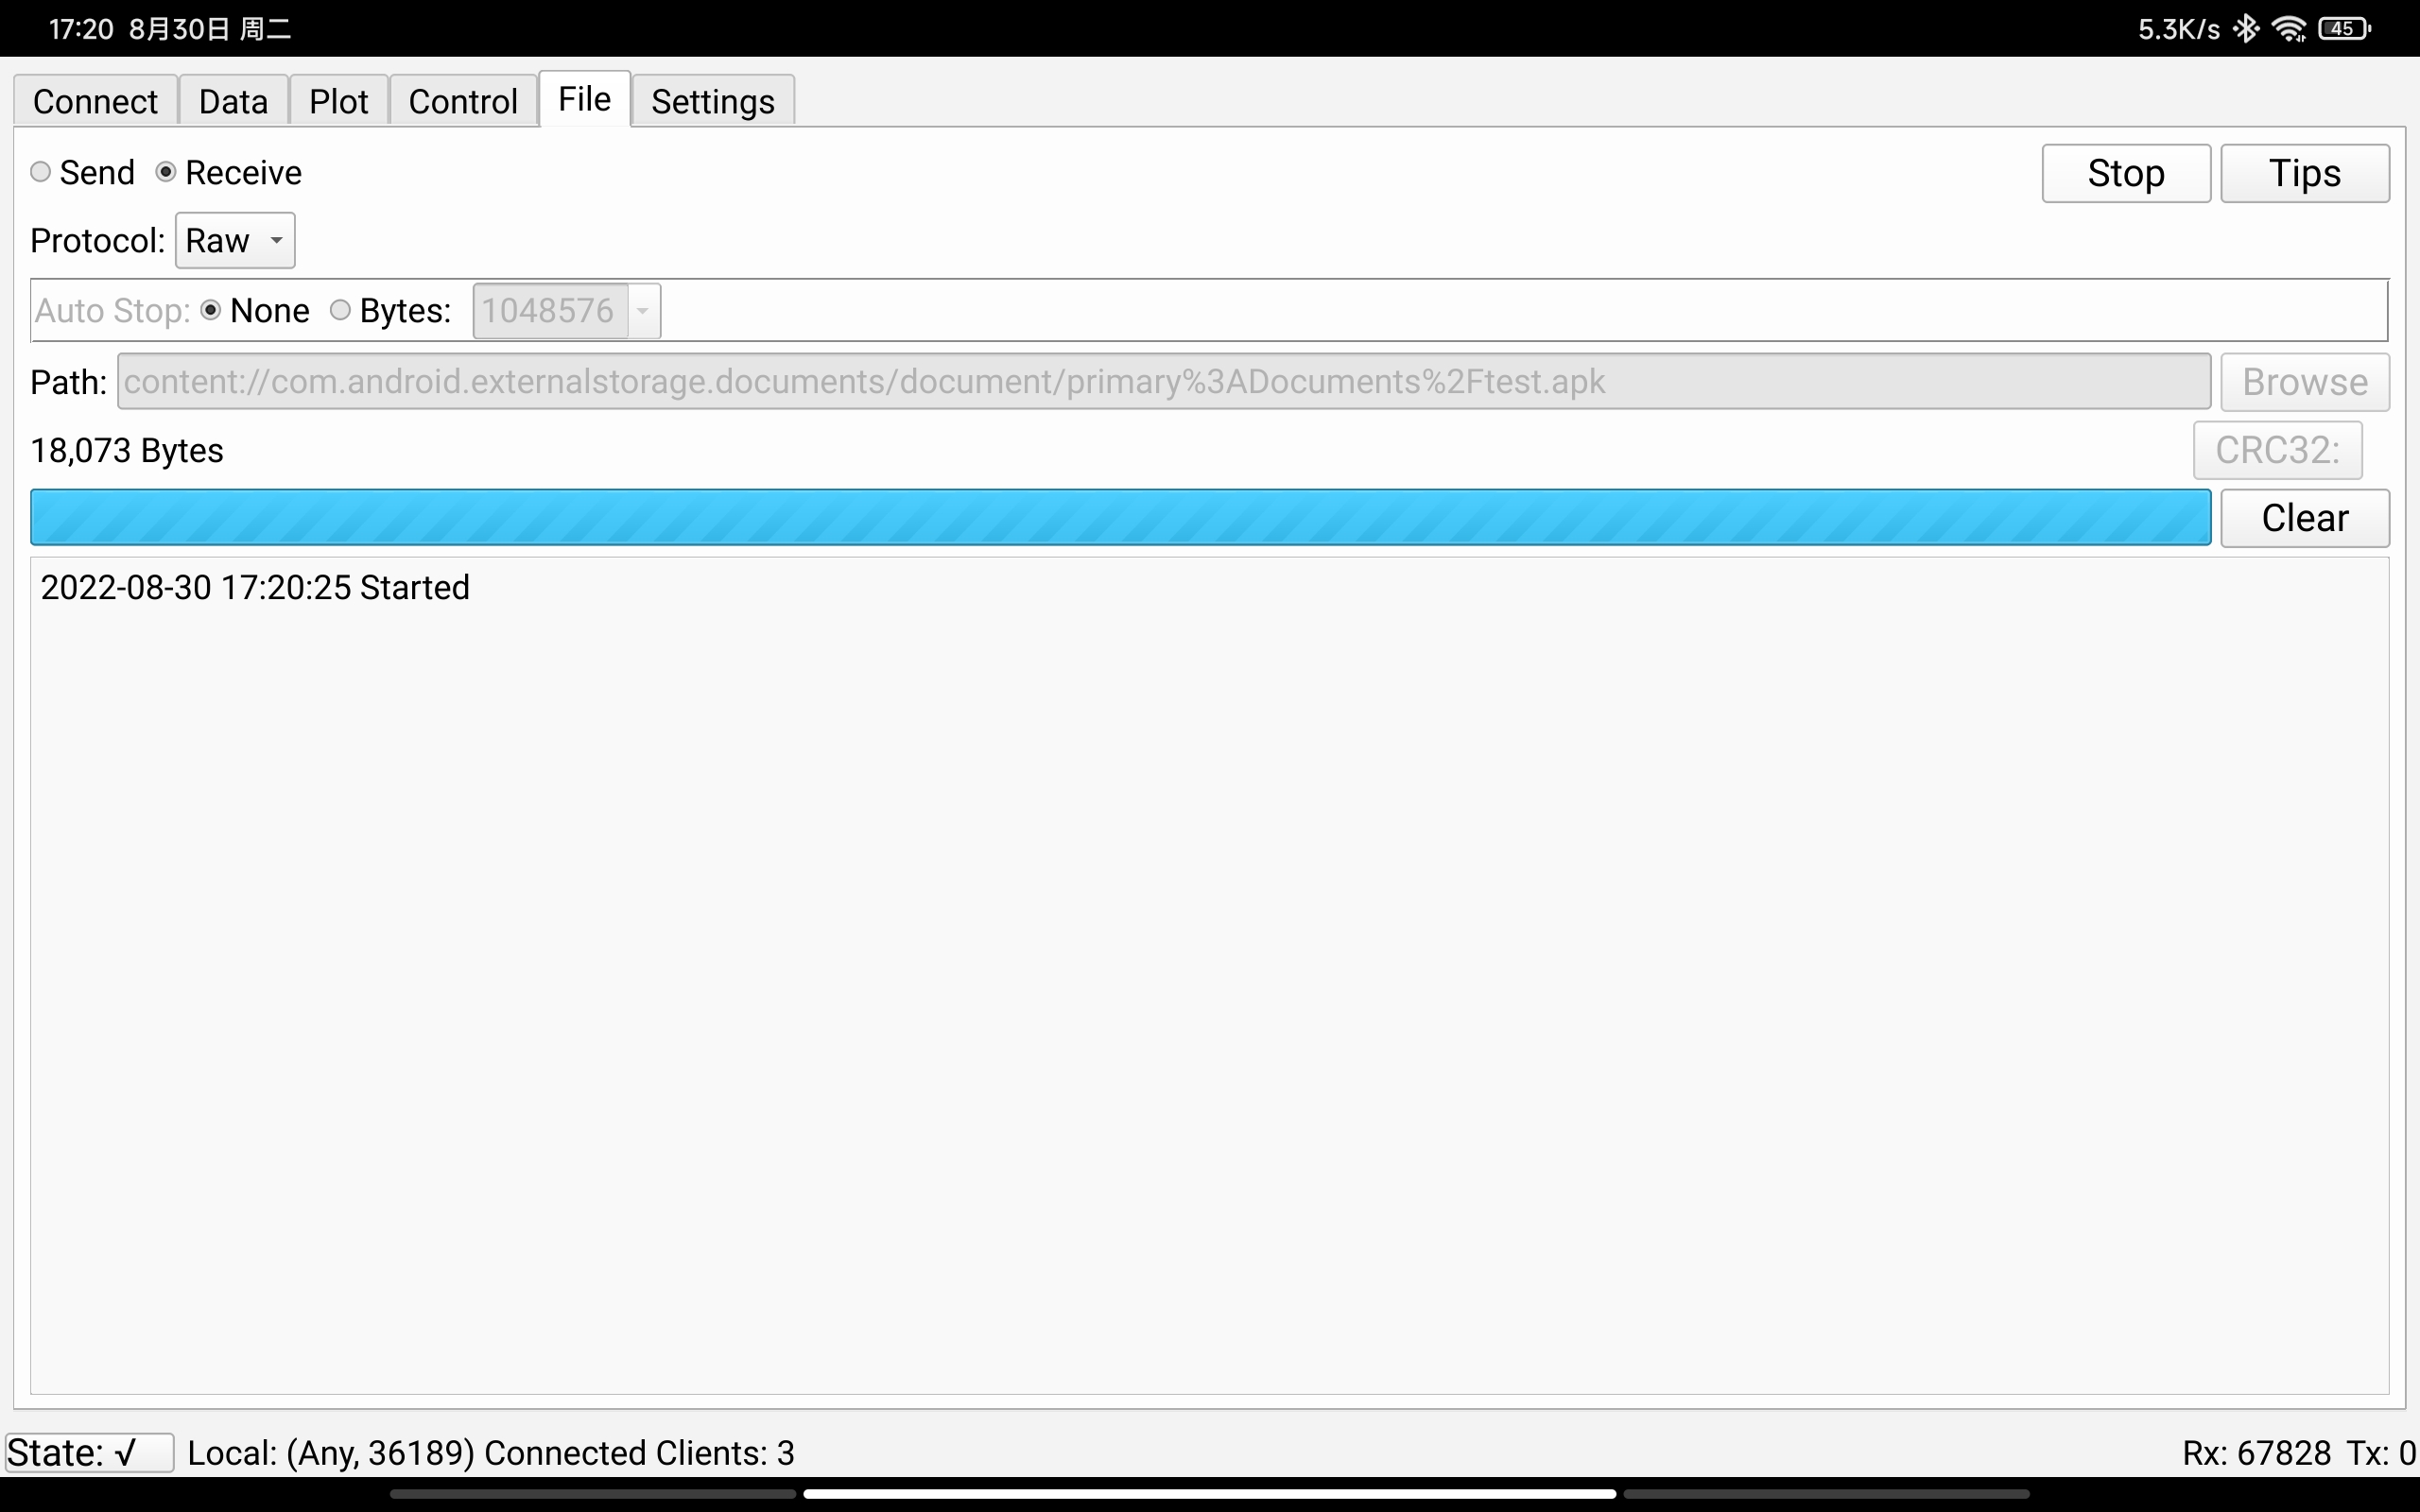 17:20 8月30日 周二 5.3K/s 45
Connect Data Plot Control File Settings
Send Receive Stop Tips
Protocol: Raw
Auto Stop: None Bytes: 1048576
Path: content://com.android.externalstorage.documents/document/primary%3ADocuments%2Ftest.apk Browse
18,073 Bytes CRC32:
Clear
2022-08-30 17:20:25 Started
State: √ Local: (Any, 36189) Connected Clients: 3 Rx: 67828 Tx: 0